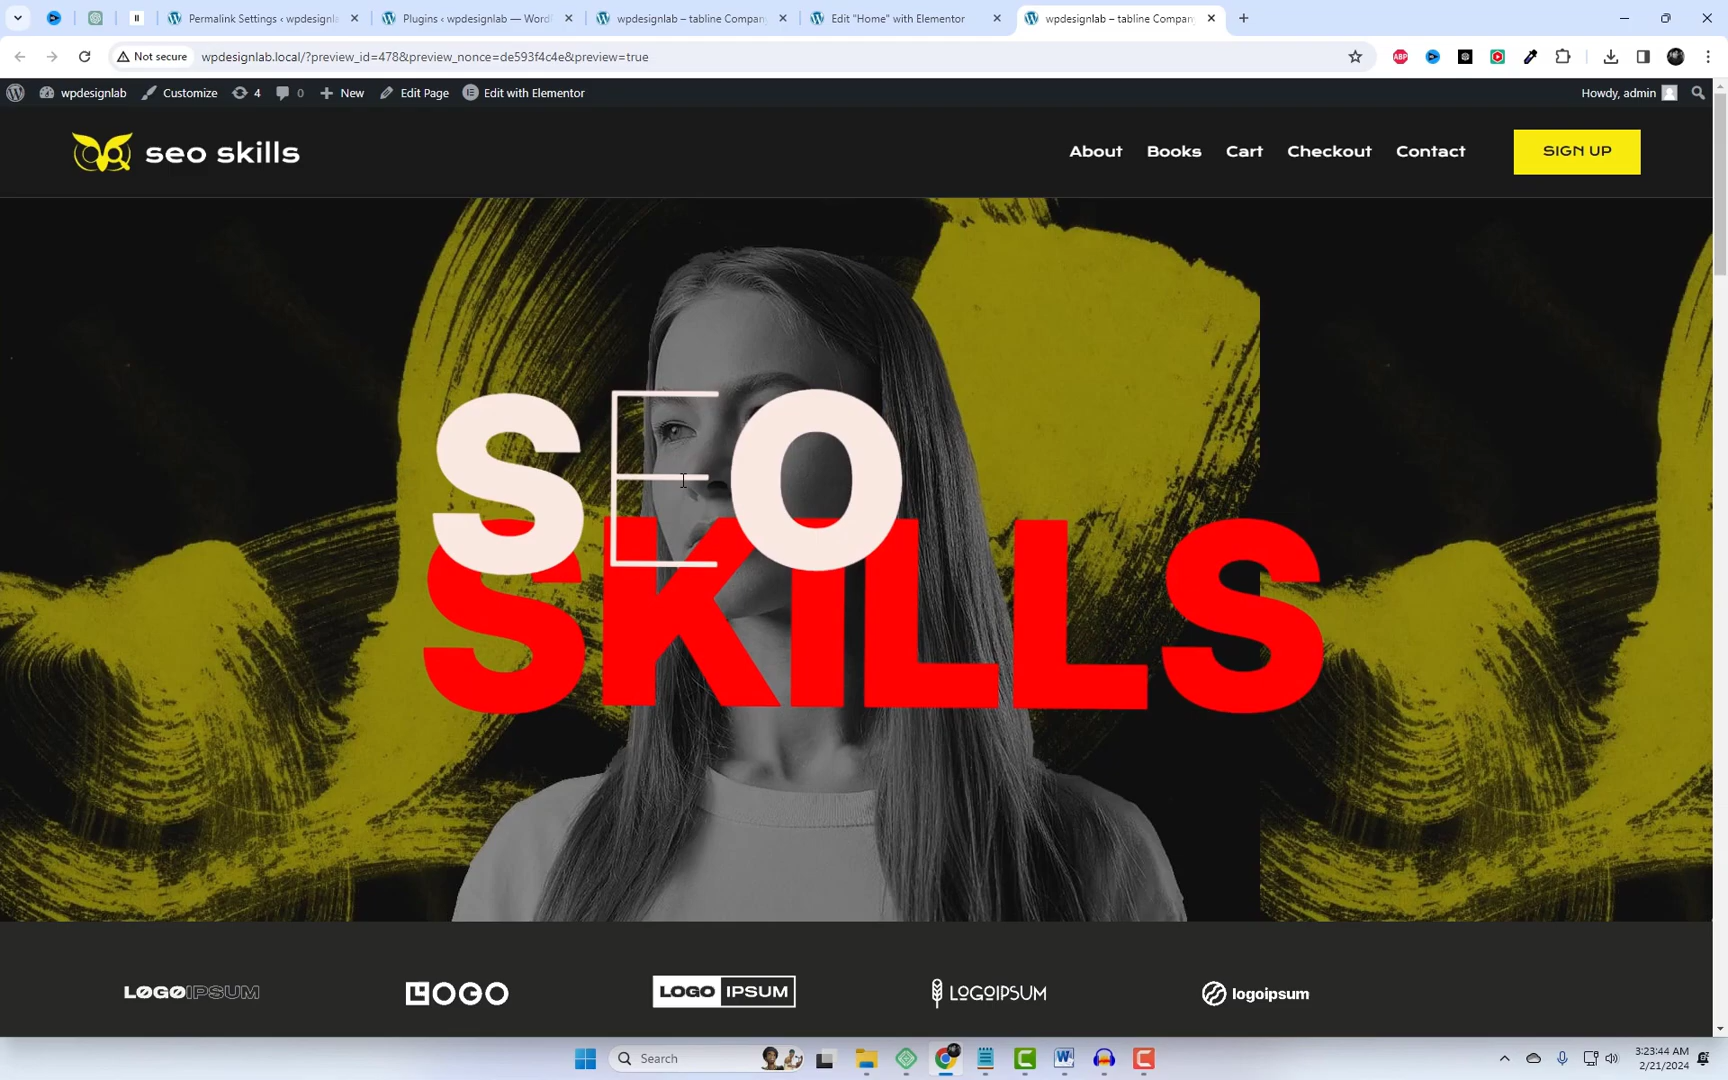 Permalink Settings ‹ wpdesignl
Plugins ‹ wpdesignlab — Word
wpdesignlab – tabline Company
Edit "Home" with Elementor
wpdesignlab – tabline Company
Not secure
wpdesignlab.local/?preview_id=478&preview_nonce=de593f4c4e&preview=true
ABP
wpdesignlab
Customize
4
0
New
Edit Page
Edit with Elementor
Howdy, admin
seo skills
About
Books
Cart
Checkout
Contact
SIGN UP
SEO
SKILLS
LOGOIPSUM
LOGO
LOGO IPSUM
LOGOIPSUM
logoipsum
Search
3:23:44 AM
2/21/2024